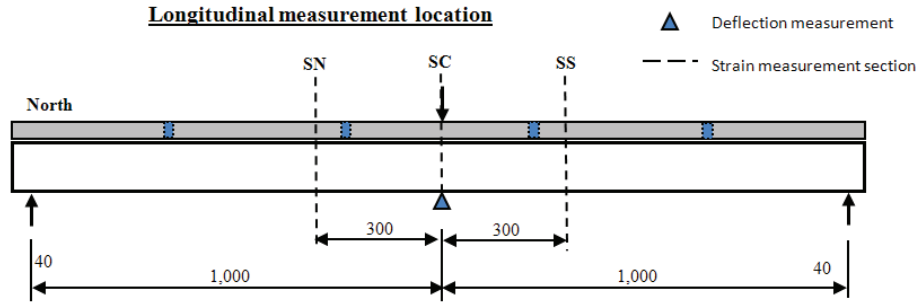 Longitudinal measurement location
Deflection measurement
Strain measurement section
SN
SC
SS
North
300
300
40
1,000
1,000
40